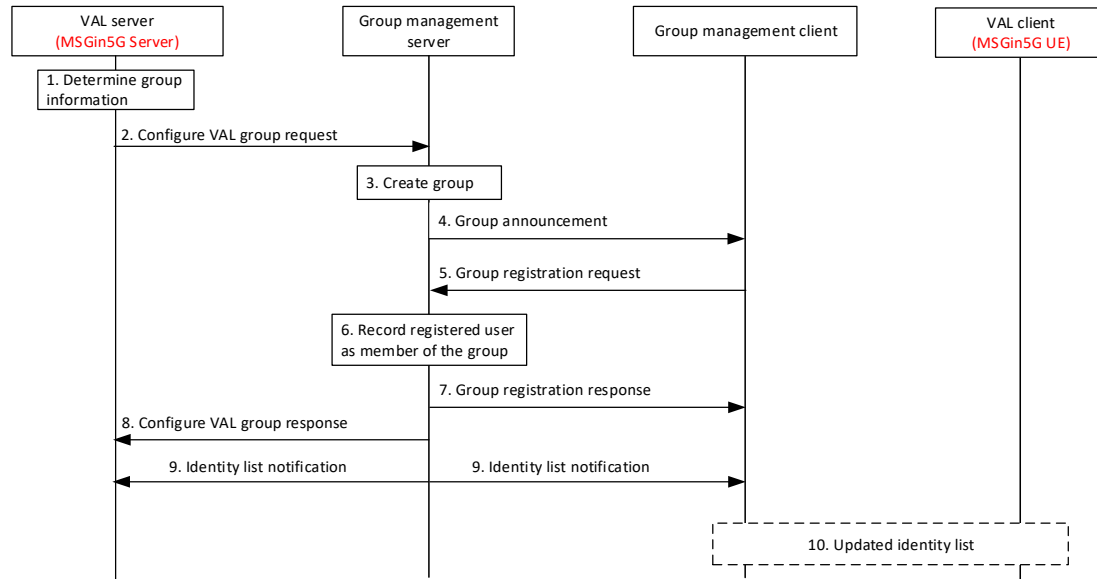 VAL server
(MSGin5G Server)
Group management
server
Group management client
VAL client
(MSGin5G UE)
1. Determine group
information
2. Configure VAL group request
3. Create group
4. Group announcement
5. Group registration request
6. Record registered user
as member of the group
7. Group registration response
8. Configure VAL group response
9. Identity list notification
9. Identity list notification
10. Updated identity list